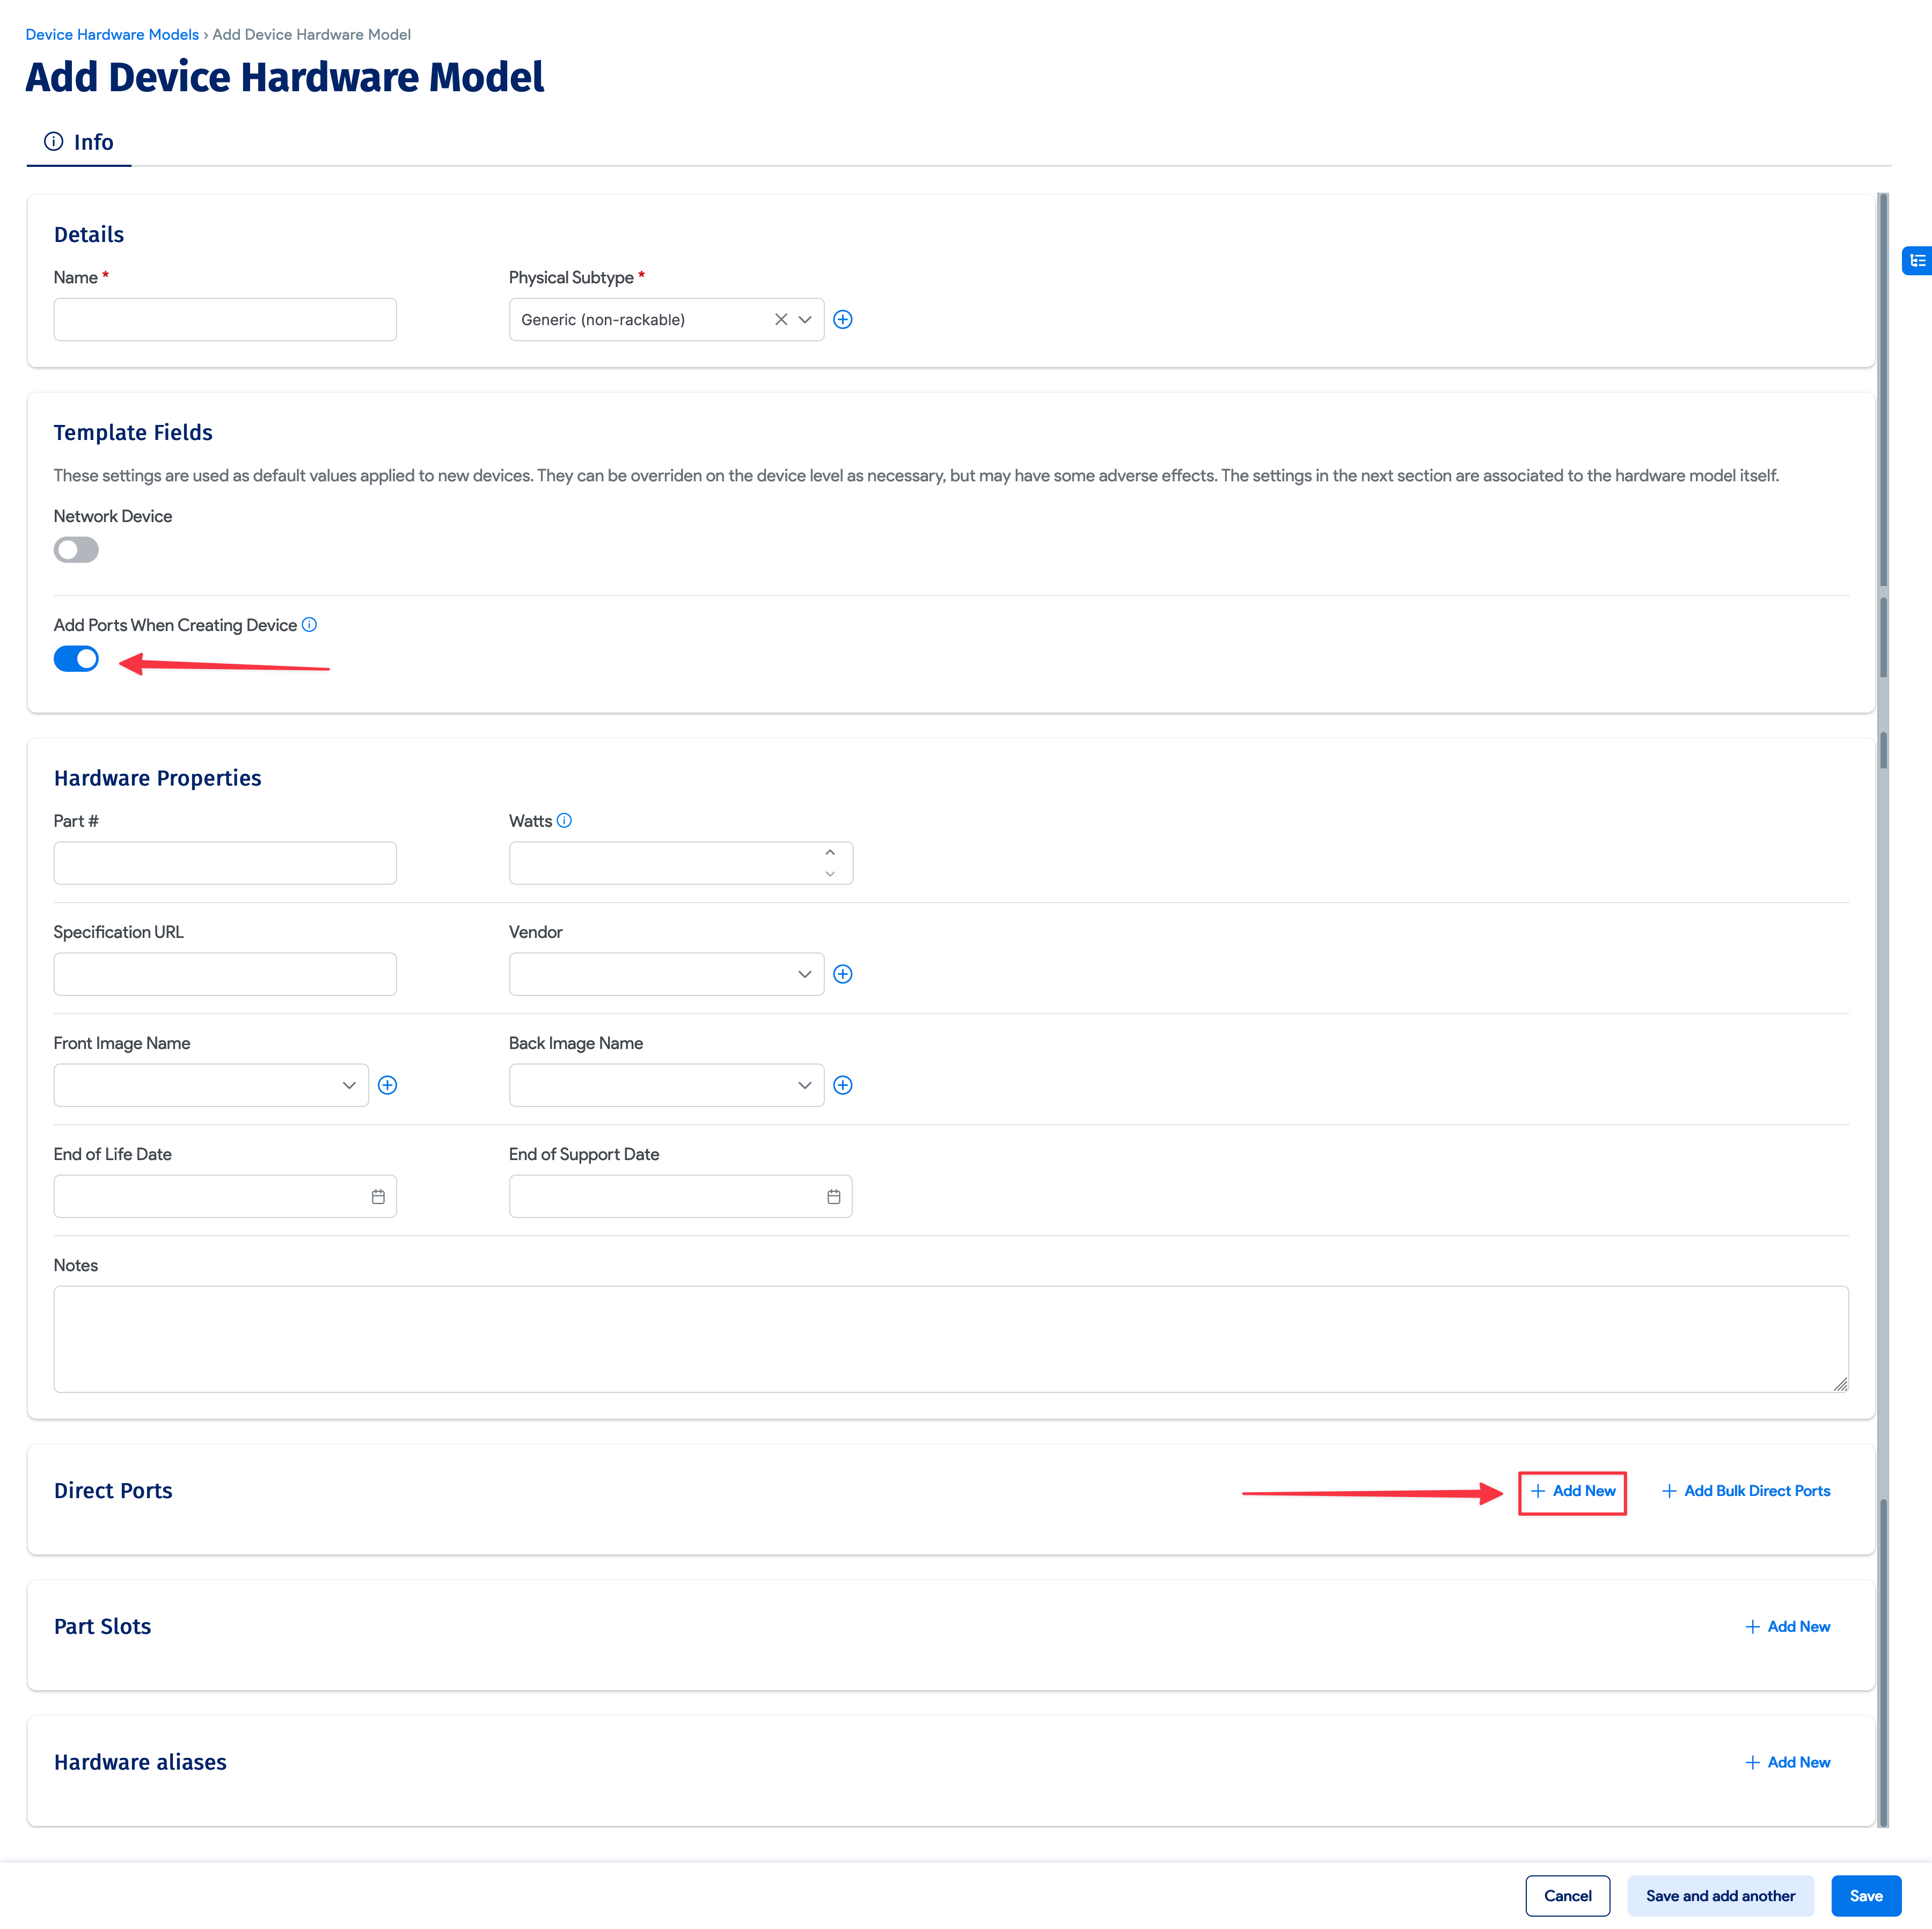 Device Hardware Models › Add Device Hardware Model
Add Device Hardware Model
Info
Details
Name *
Physical Subtype *
Generic (non-rackable)
Template Fields
These settings are used as default values applied to new devices. They can be overriden on the device level as necessary, but may have some adverse effects. The settings in the next section are associated to the hardware model itself.
Network Device
Add Ports When Creating Device
Hardware Properties
Part #
Watts
Specification URL
Vendor
Front Image Name
Back Image Name
End of Life Date
End of Support Date
Notes
Direct Ports
Add New
Add Bulk Direct Ports
Part Slots
Add New
Hardware aliases
Add New
Cancel
Save and add another
Save